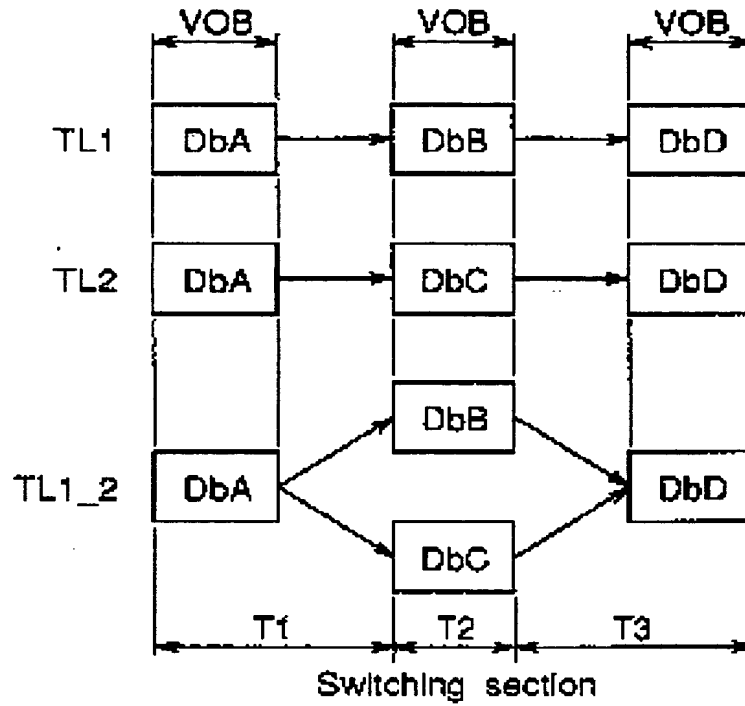 VOB VOB VOB
TL1 DbA DbB DbD
TL2 DbA DbC DbD
DbB
TL1_2 DbA DbD
DbC
T1 T2 T3
Switching section